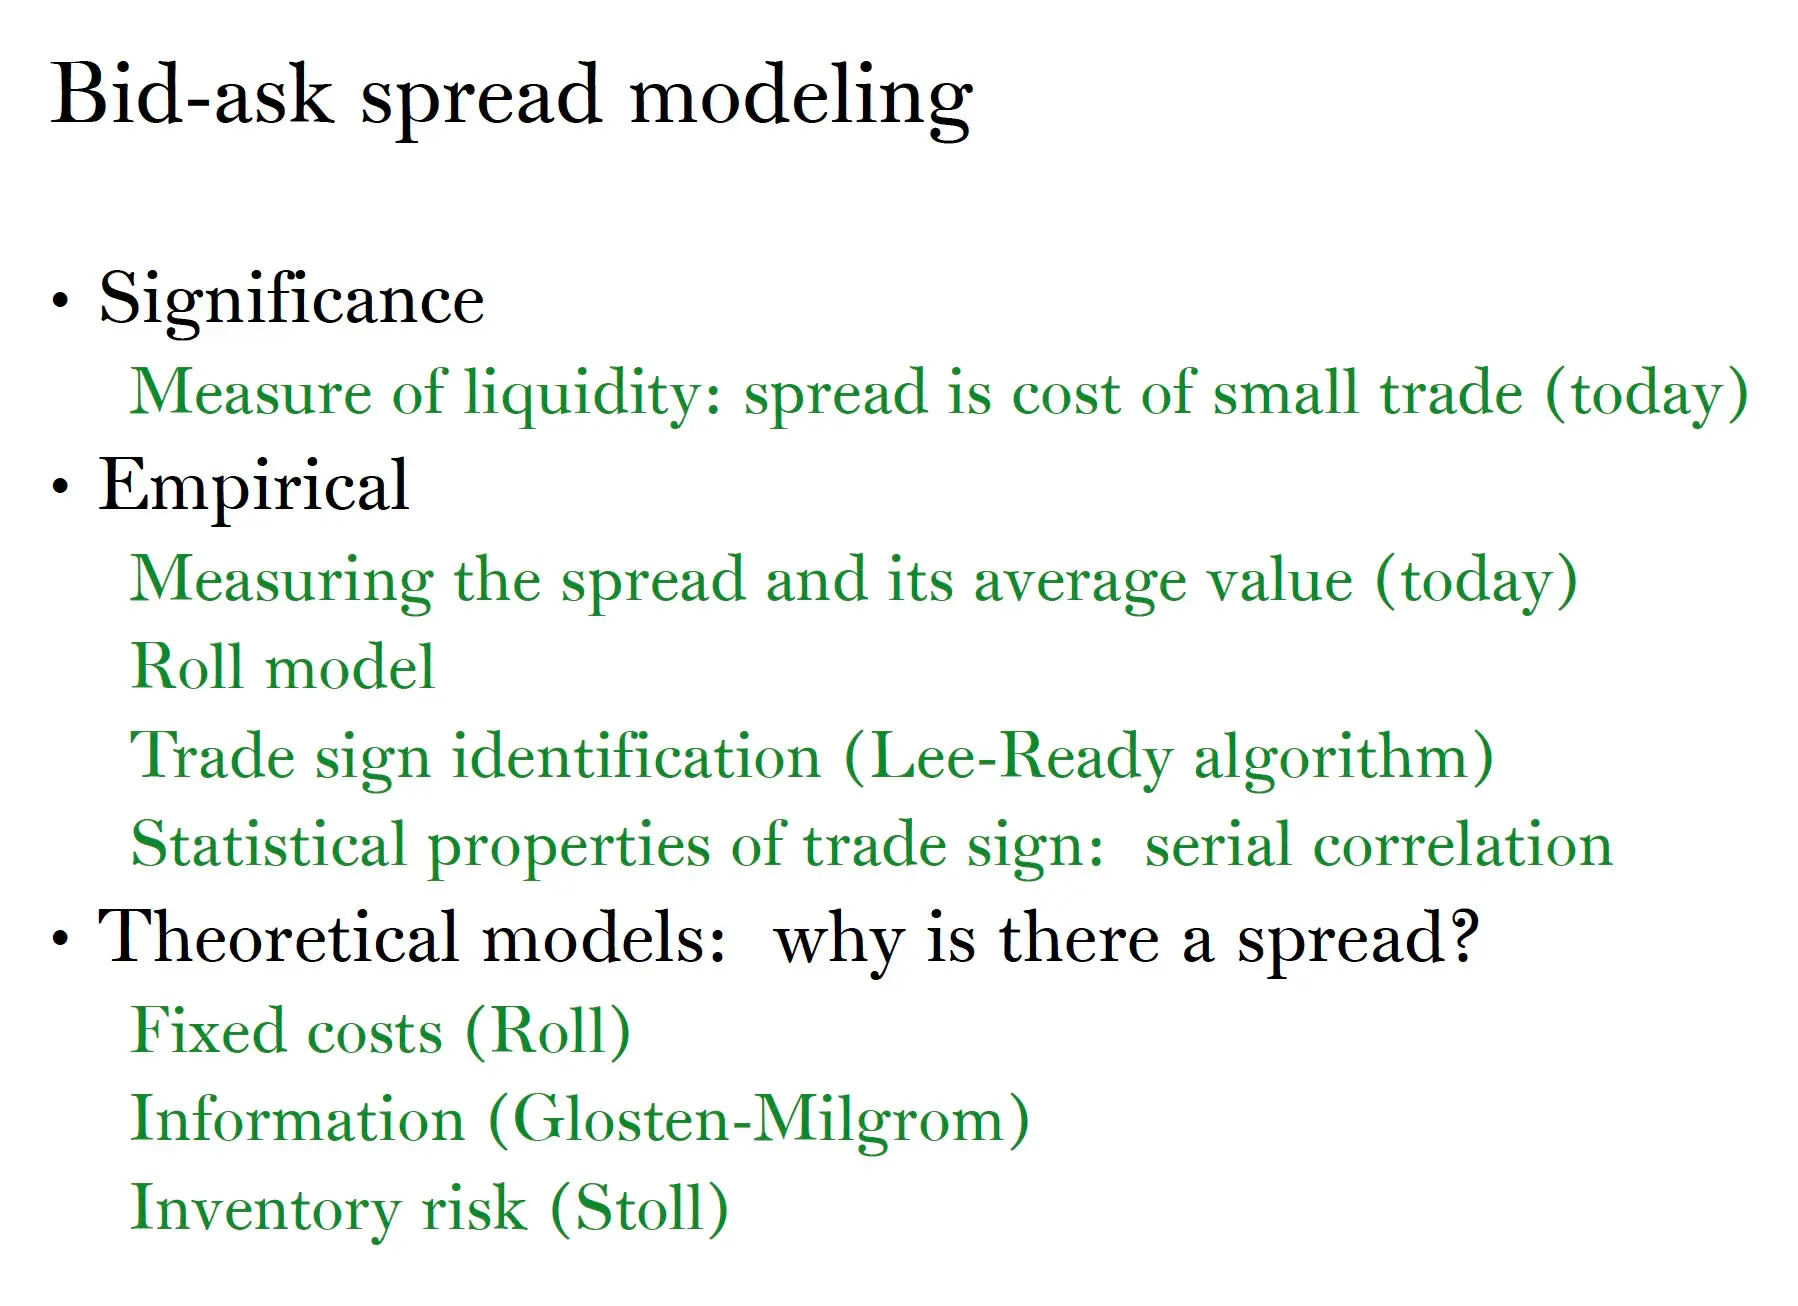 Bid-ask spread modeling
• Significance
Measure of liquidity: spread is cost of small trade (today)
• Empirical
Measuring the spread and its average value (today)
Roll model
Trade sign identification (Lee-Ready algorithm)
Statistical properties of trade sign:  serial correlation
• Theoretical models:  why is there a spread?
Fixed costs (Roll)
Information (Glosten-Milgrom)
Inventory risk (Stoll)